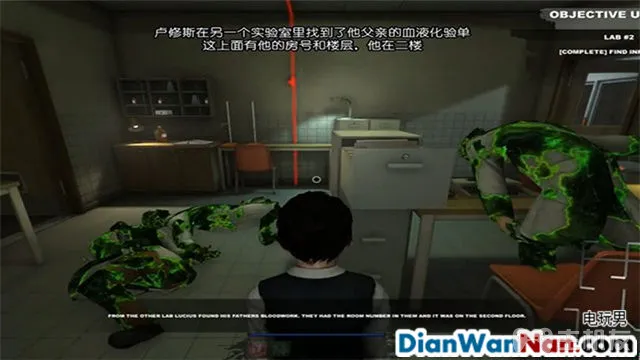 OBJECTIVE U
卢修斯在另一个实验室里找到了他父亲的血液化验单
LAB #2
这上面有他的房号和楼层，他在二楼
[COMPLETE] FIND INF
FROM THE OTHER LAB LUCIUS FOUND HIS FATHERS BLOODWORK. THEY HAD THE ROOM NUMBER IN THEM AND IT WAS ON THE SECOND FLOOR.
电玩男
DianWanNan.com